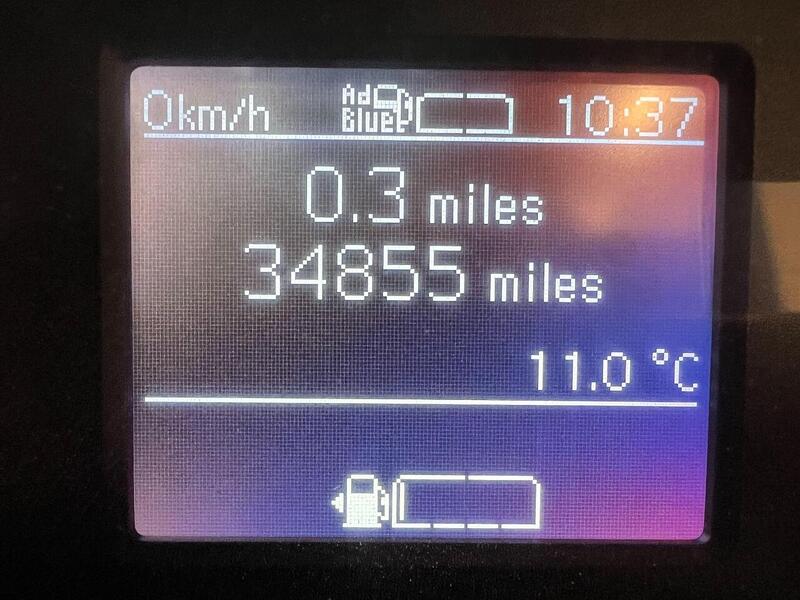 0km/h Ad Blue 10:37
0.3 miles
34855 miles
11.0 °C